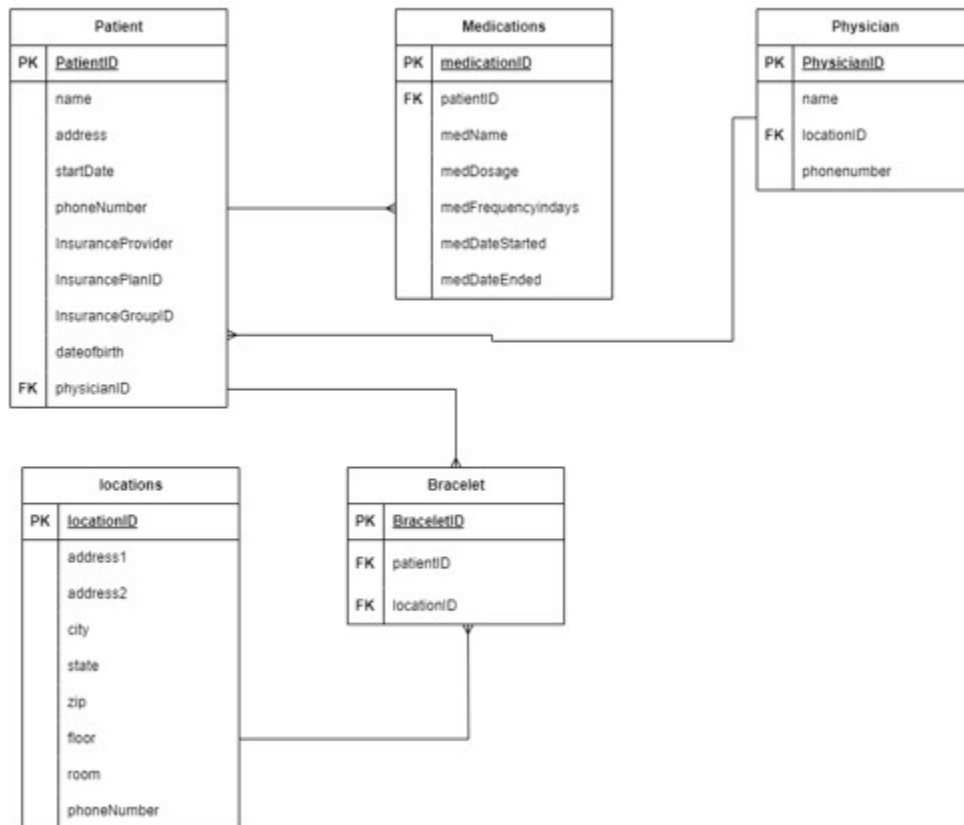 Patient
PK PatientID
name
address
startDate
phoneNumber
InsuranceProvider
InsurancePlanID
InsuranceGroupID
dateofbirth
FK physicianID
Medications
PK medicationID
FK patientID
medName
medDosage
medFrequencyindays
medDateStarted
medDateEnded
Physician
PK PhysicianID
name
FK locationID
phonenumber
locations
PK locationID
address1
address2
city
state
zip
floor
room
phoneNumber
Bracelet
PK BraceletID
FK patientID
FK locationID